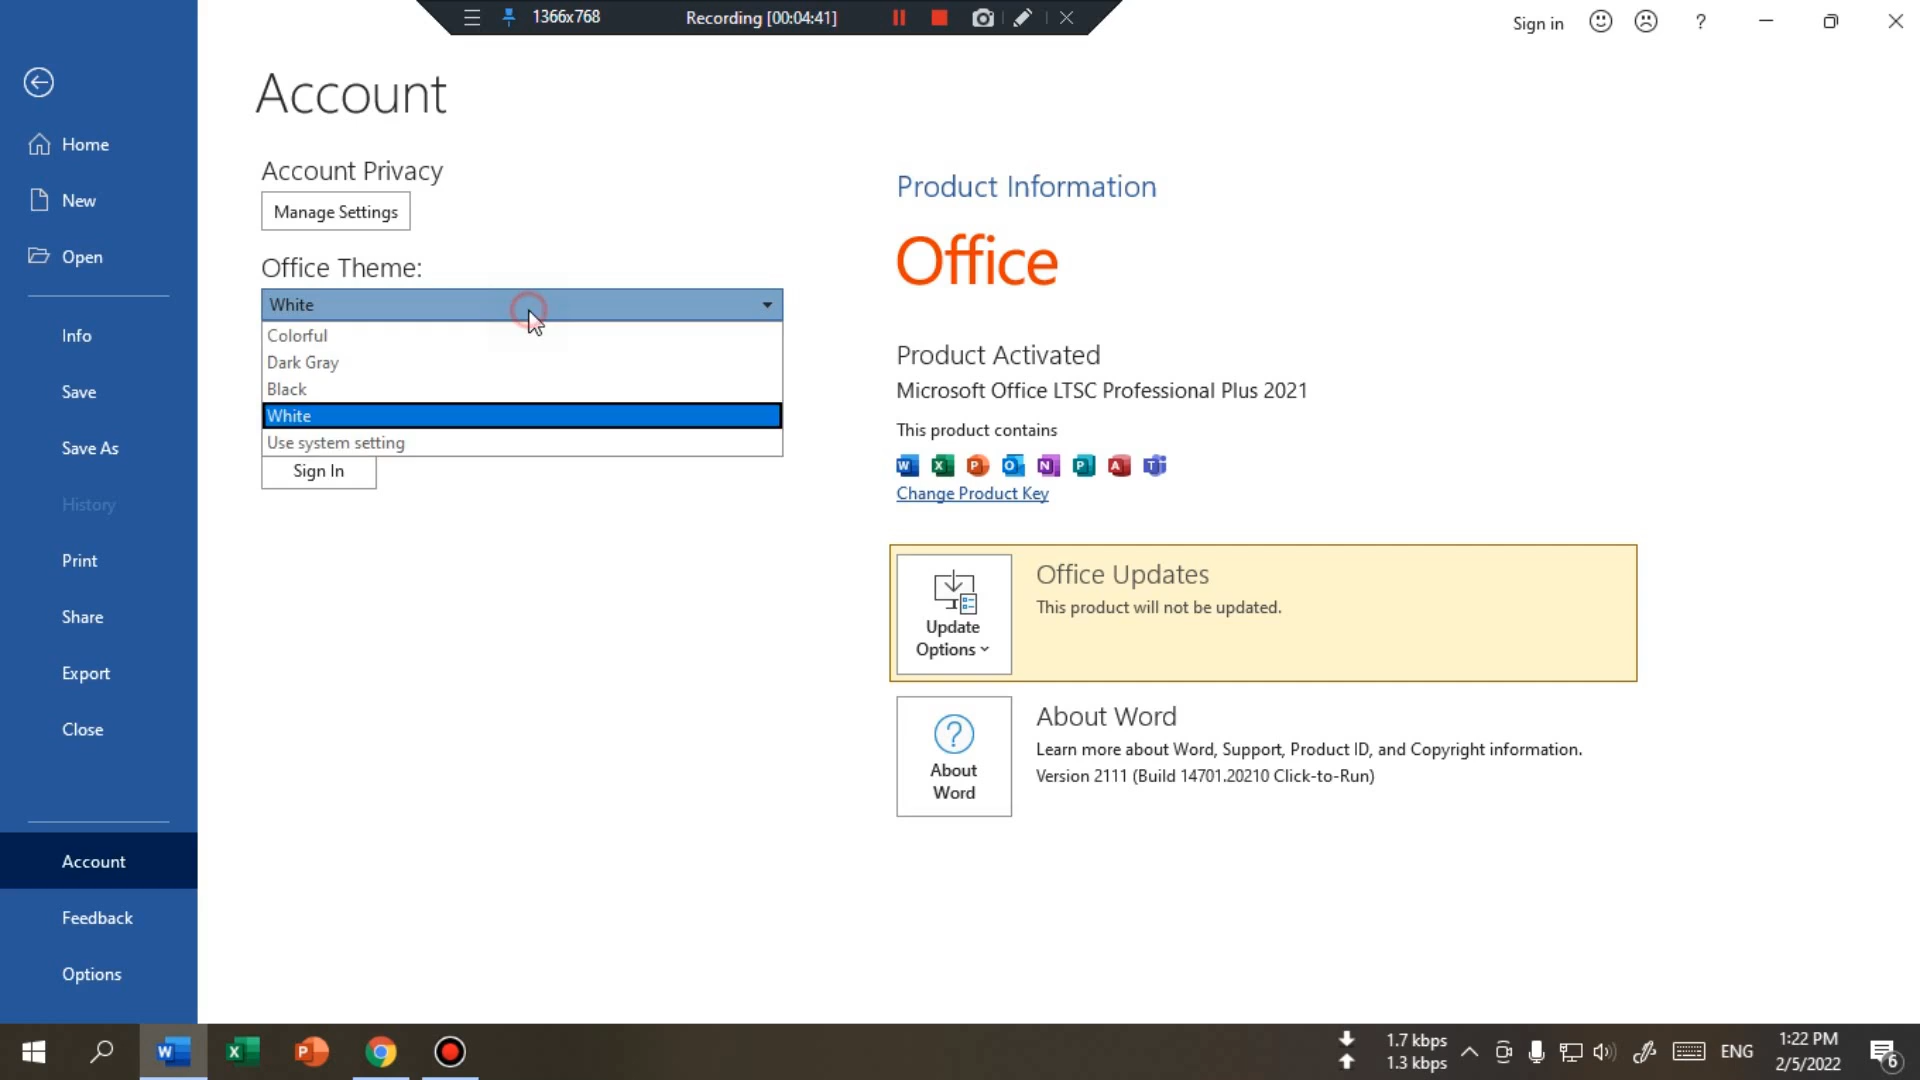 1366x768
Recording [00:04:41]
Sign in
?
Account
Home
New
Open
Info
Save
Save As
History
Print
Share
Export
Close
Account
Feedback
Options
Account Privacy
Manage Settings
Office Theme:
White
Colorful
Dark Gray
Black
White
Use system setting
Sign In
Product Information
Office
Product Activated
Microsoft Office LTSC Professional Plus 2021
This product contains
W X P O N P A T
Change Product Key
Update
Options
Office Updates
This product will not be updated.
?
About
Word
About Word
Learn more about Word, Support, Product ID, and Copyright information.
Version 2111 (Build 14701.20210 Click-to-Run)
W X P
1.7 kbps
1.3 kbps
ENG
1:22 PM
2/5/2022
6